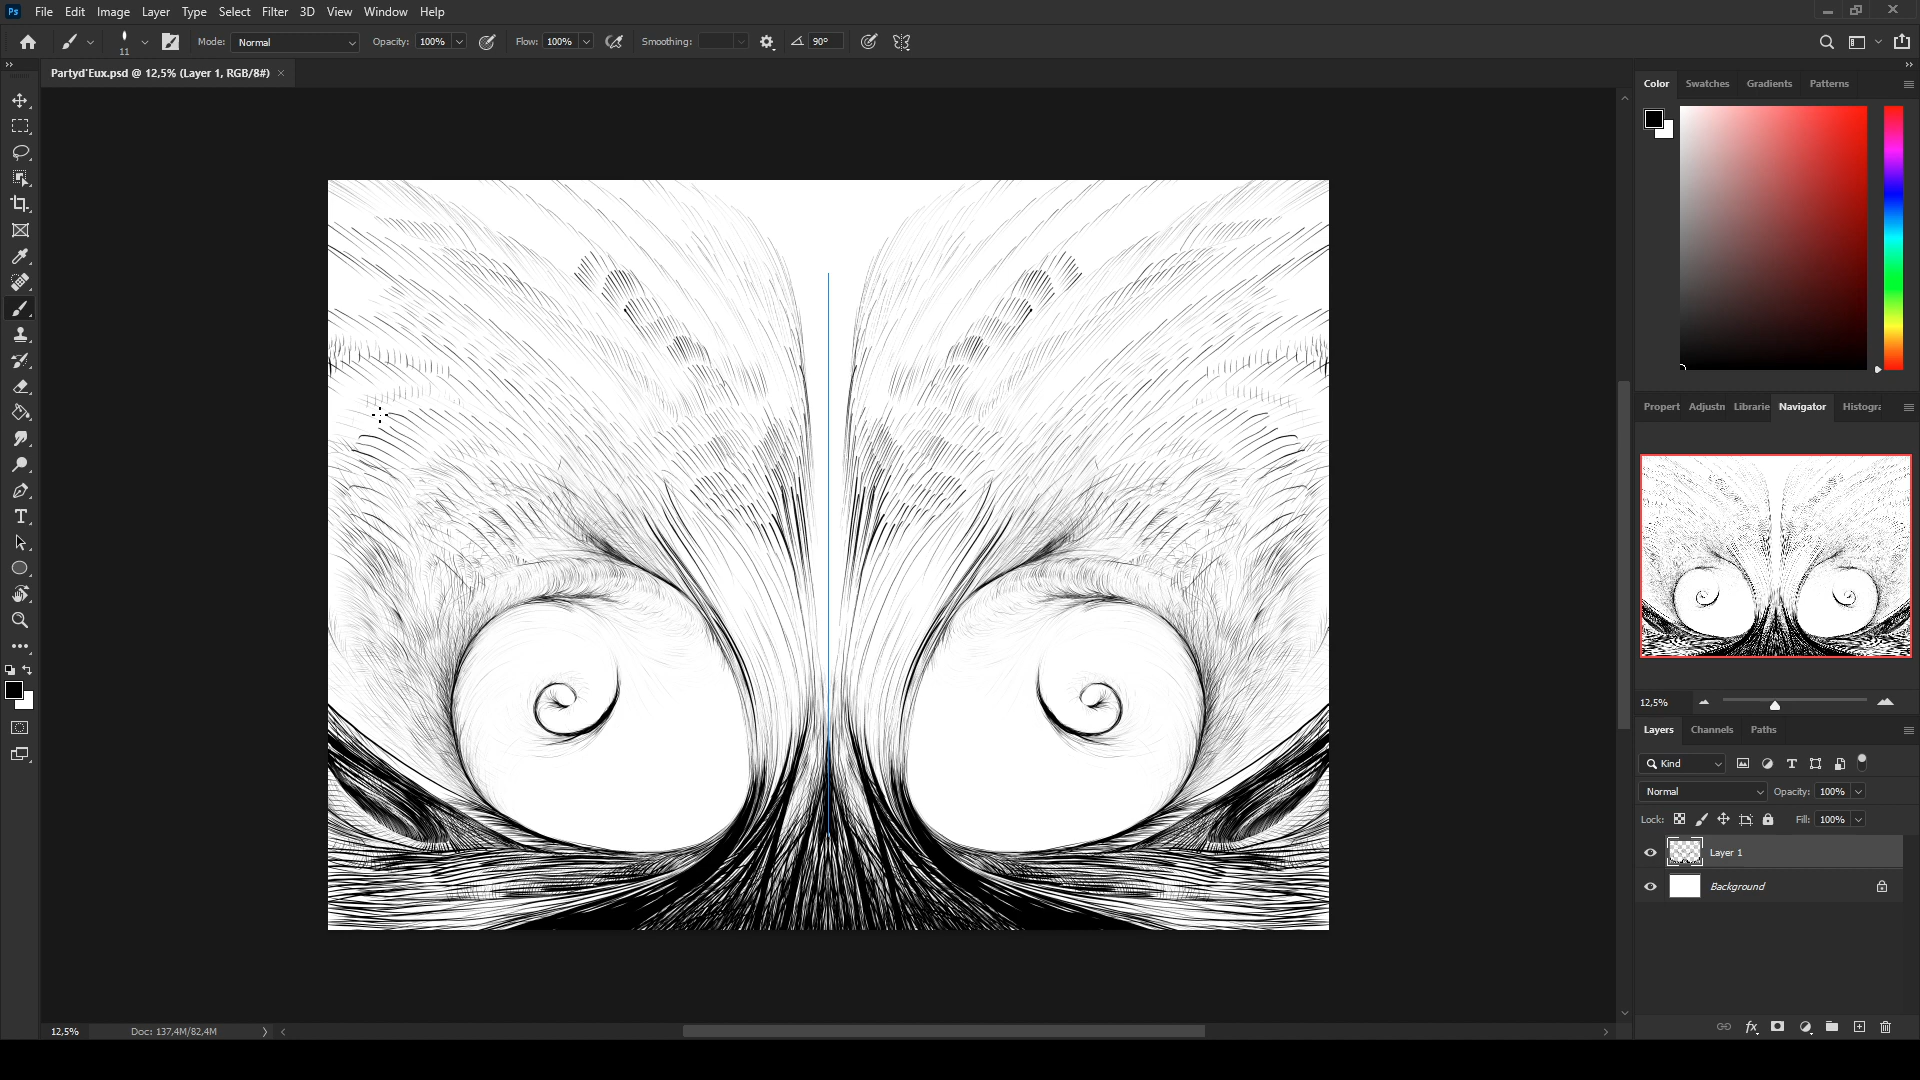 Ps File Edit Image Layer Type Select Filter 3D View Window Help
11 Mode: Normal Opacity: 100% Flow: 100% Smoothing: 90°
Partyd'Eux.psd @ 12,5% (Layer 1, RGB/8#)
Color Swatches Gradients Patterns
Propert Adjustn Librarie Navigator Histogra
12,5%
Layers Channels Paths
Kind
Normal Opacity: 100%
Lock: Fill: 100%
Layer 1
Background
fx
12,5% Doc: 137,4M/82,4M